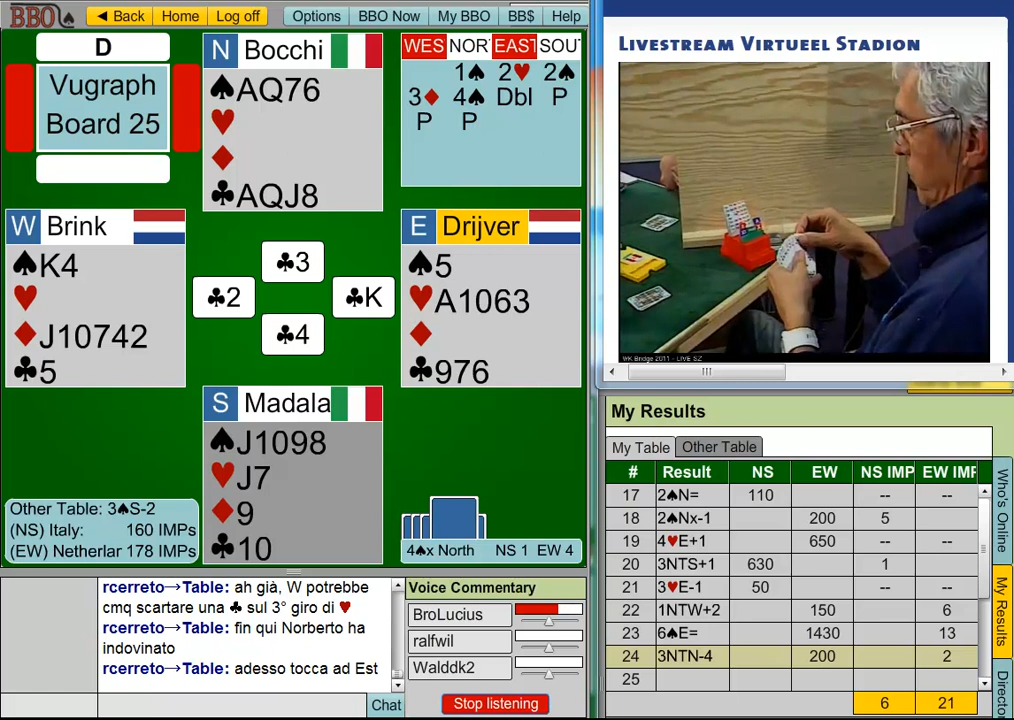 BBO
Back
Home
Log off
Options
BBO Now
My BBO
BB$
Help
D
Vugraph
Board 25
N Bocchi
♠AQ76
♥
♦
♣AQJ8
WES NOR EAST SOUT
1♠ 2♥ 2♠
3♦ 4♠ Dbl P
P P
W Brink
♠K4
♥
♦J10742
♣5
♣3
♣2 ♣K
♣4
E Drijver
♠5
♥A1063
♦
♣976
S Madala
♠J1098
♥J7
♦9
♣10
Other Table: 3♠S-2
(NS) Italy: 160 IMPs
(EW) Netherlar 178 IMPs
4♠x North NS 1 EW 4
rcerreto→Table: ah già, W potrebbe
cmq scartare una ♣ sul 3° giro di ♥
rcerreto→Table: fin qui Norberto ha
indovinato
rcerreto→Table: adesso tocca ad Est
Chat
Voice Commentary
BroLucius
ralfwil
Walddk2
Stop listening
Livestream Virtueel Stadion
WK Bridge 2011 - LIVE SZ
My Results
My Table Other Table
# Result NS EW NS IMP EW IMF
17 2♠N= 110 -- --
18 2♠Nx-1 200 5
19 4♥E+1 650 -- --
20 3NTS+1 630 1
21 3♥E-1 50 -- --
22 1NTW+2 150 6
23 6♠E= 1430 13
24 3NTN-4 200 2
25
6 21
Who's Online
My Results
Director